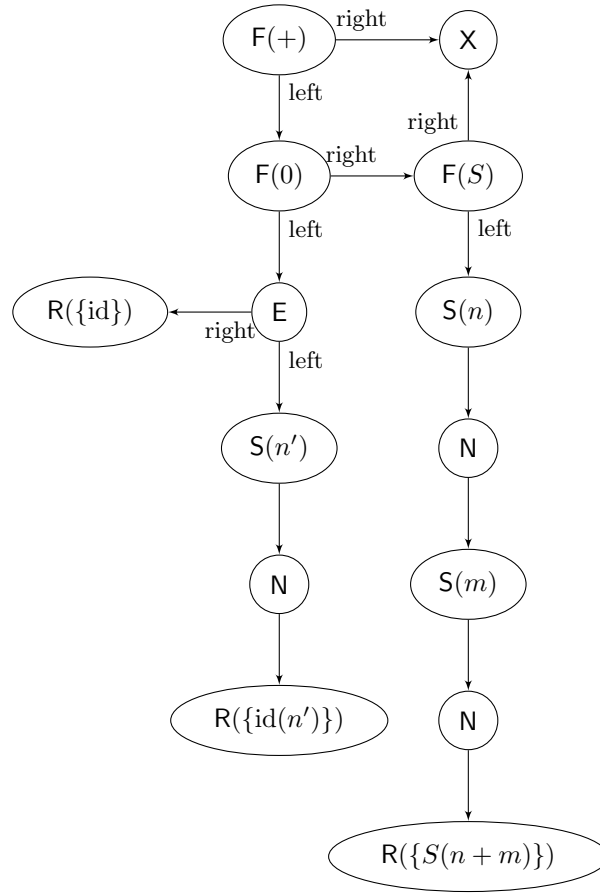 F(+) right X
left right
F(0) right F(S)
left left
R({id}) right E S(n)
left
S(n′) N
N S(m)
R({id(n′)}) N
R({S(n + m)})